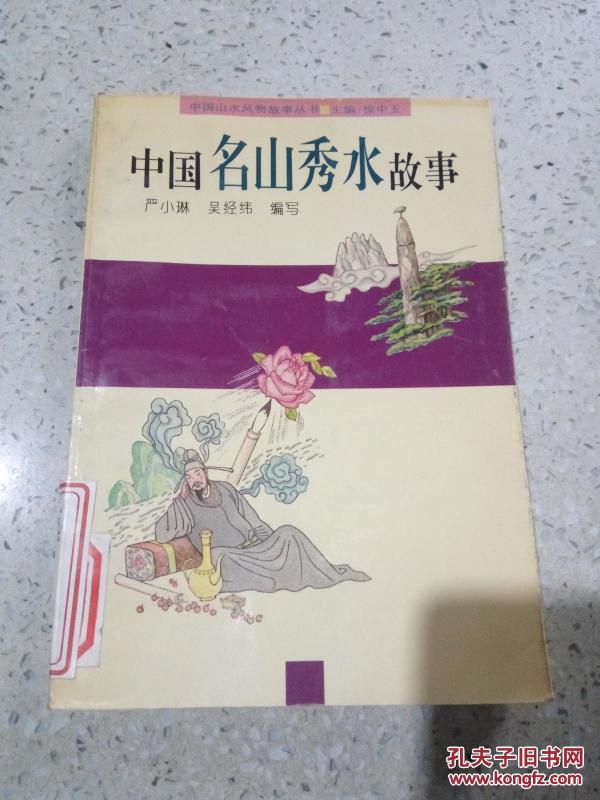 中国山水风物故事丛书 主编 徐中玉
中国名山秀水故事
严小琳 吴经纬 编写
孔夫子旧书网
www.kongfz.com